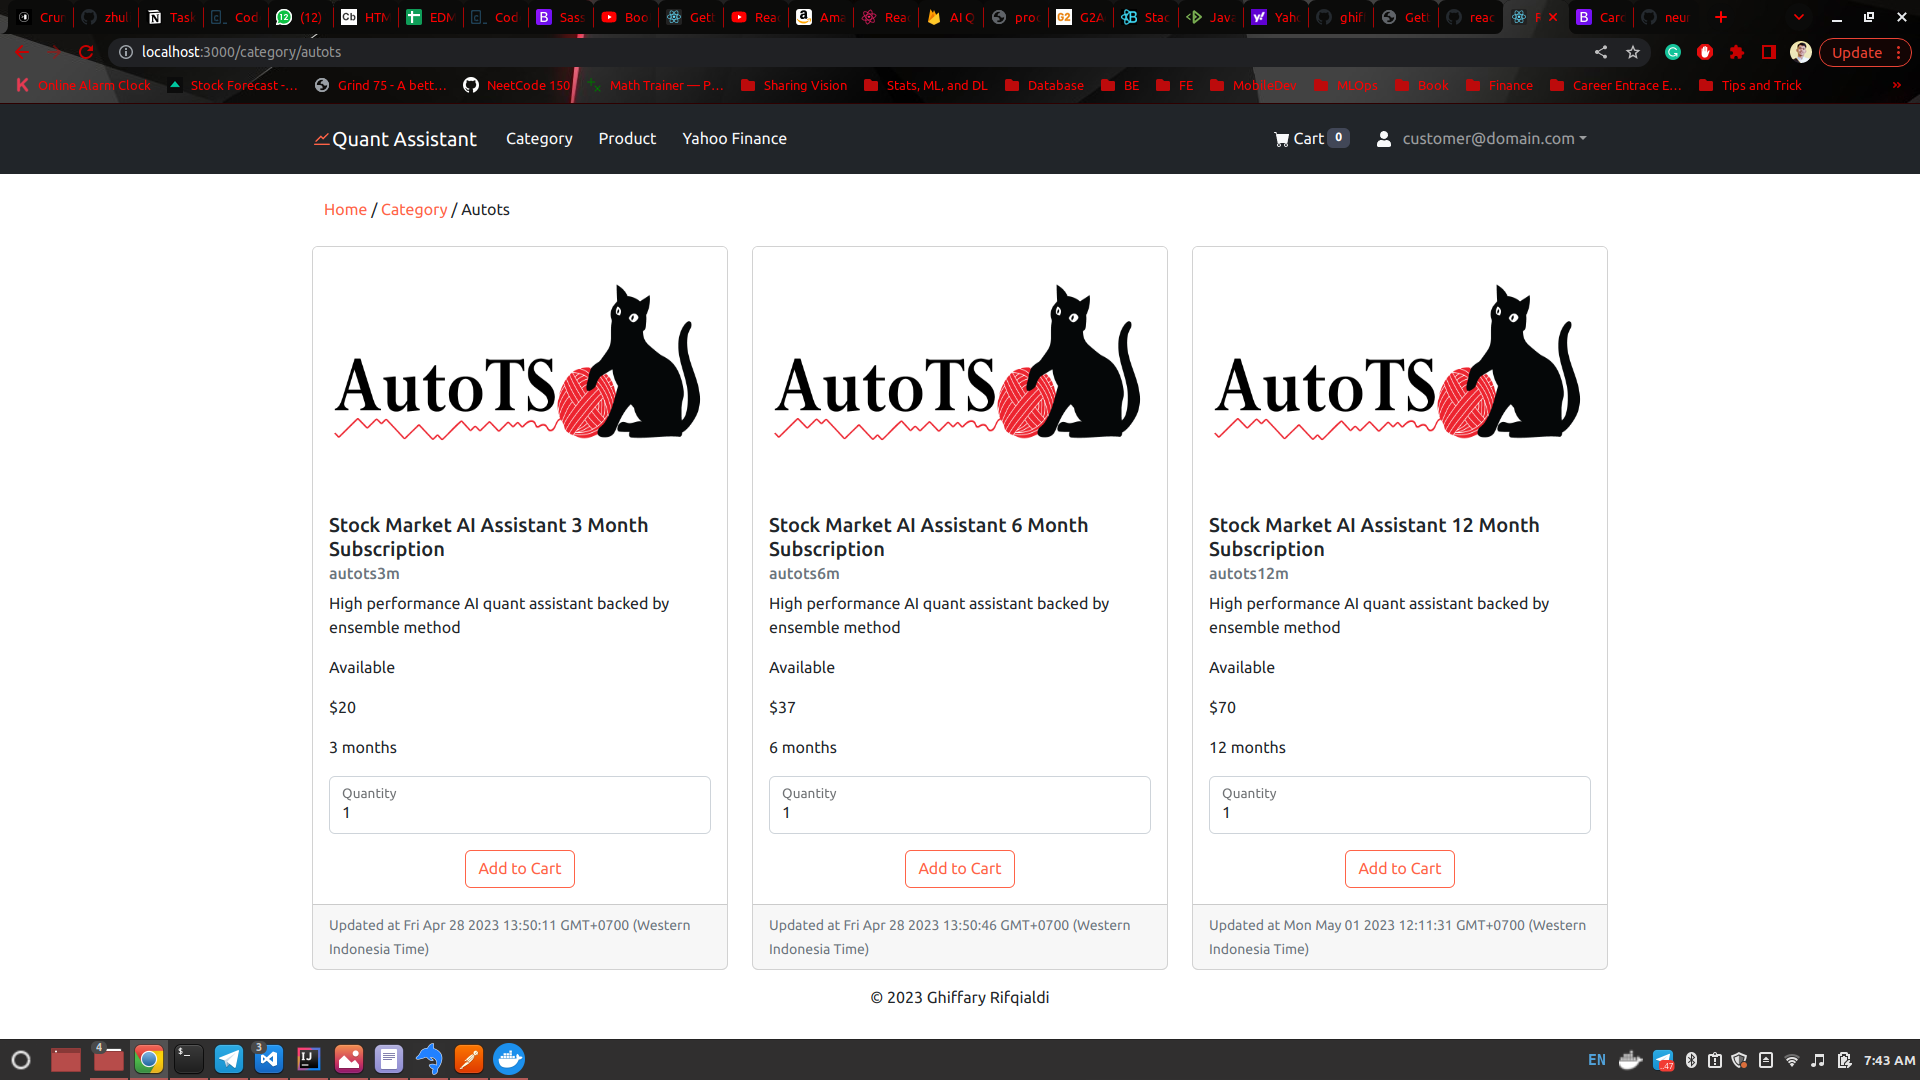 Crun
zhul
Task
Cod
(12)
HTM
EDM
Cod
Sass
Boo
Getl
Reac
Ama
Reac
AI Q
proc
G2A
Stac
Java
Yaho
ghif
Getl
reac
Card
neur
localhost:3000/category/autots
Update
Online Alarm Clock
Stock Forecast -...
Grind 75 - A bett...
NeetCode 150
Math Trainer — P...
Sharing Vision
Stats, ML, and DL
Database
BE
FE
MobileDev
MLOps
Book
Finance
Career Entrace E...
Tips and Trick
»
Quant Assistant
Category
Product
Yahoo Finance
Cart 0
customer@domain.com
Home / Category / Autots
AutoTS
Stock Market AI Assistant 3 Month
Subscription
autots3m
High performance AI quant assistant backed by
ensemble method
Available
$20
3 months
Quantity
1
Add to Cart
Updated at Fri Apr 28 2023 13:50:11 GMT+0700 (Western
Indonesia Time)
AutoTS
Stock Market AI Assistant 6 Month
Subscription
autots6m
High performance AI quant assistant backed by
ensemble method
Available
$37
6 months
Quantity
1
Add to Cart
Updated at Fri Apr 28 2023 13:50:46 GMT+0700 (Western
Indonesia Time)
AutoTS
Stock Market AI Assistant 12 Month
Subscription
autots12m
High performance AI quant assistant backed by
ensemble method
Available
$70
12 months
Quantity
1
Add to Cart
Updated at Mon May 01 2023 12:11:31 GMT+0700 (Western
Indonesia Time)
© 2023 Ghiffary Rifqialdi
4
3
EN
47
7:43 AM